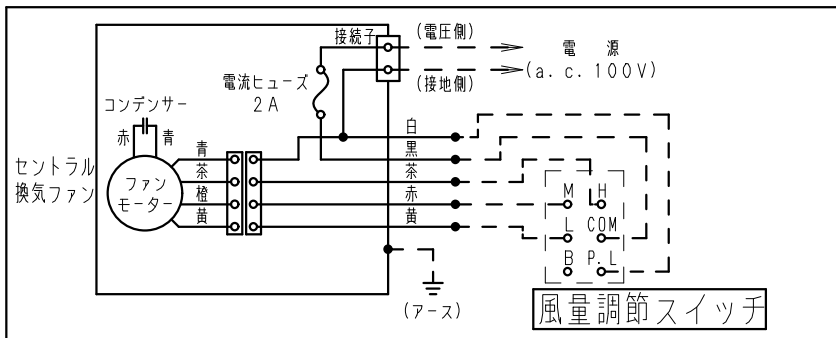 接続子
(電圧側)
電 源
(a.c.100V)
(接地側)
電流ヒューズ
2A
コンデンサー
赤
青
セントラル
換気ファン
ファン
モーター
青
茶
橙
黄
白
黒
茶
赤
黄
M
H
L
COM
B
P.L
(アース)
風量調節スイッチ